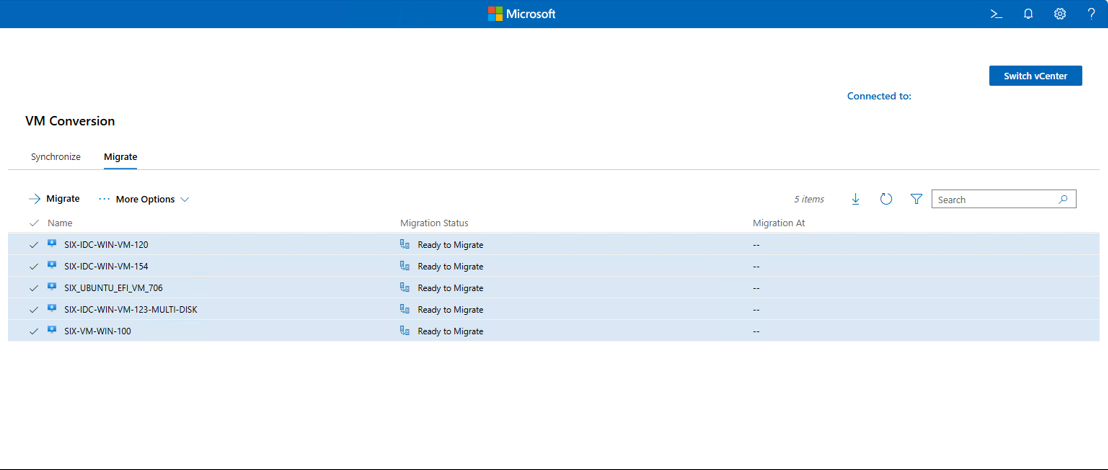 Microsoft
Switch vCenter
Connected to:
VM Conversion
Synchronize Migrate
Migrate ... More Options 5 items Search
Name Migration Status Migration At
SIX-IDC-WIN-VM-120 Ready to Migrate --
SIX-IDC-WIN-VM-154 Ready to Migrate --
SIX_UBUNTU_EFI_VM_706 Ready to Migrate --
SIX-IDC-WIN-VM-123-MULTI-DISK Ready to Migrate --
SIX-VM-WIN-100 Ready to Migrate --